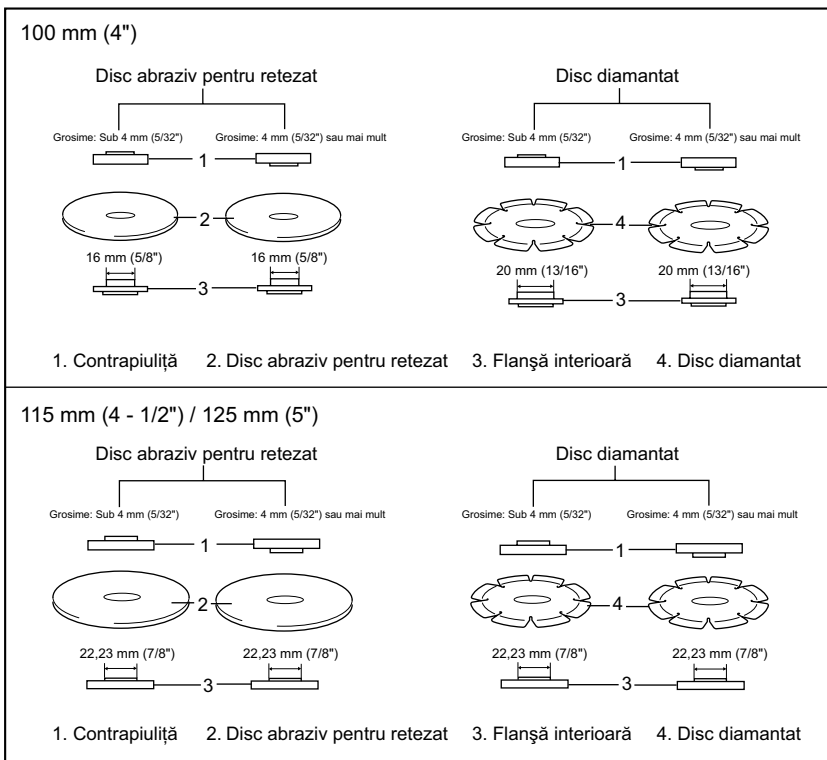 100 mm (4")
Disc abraziv pentru retezat
Disc diamantat
Grosime: Sub 4 mm (5/32")
Grosime: 4 mm (5/32") sau mai mult
Grosime: Sub 4 mm (5/32")
Grosime: 4 mm (5/32") sau mai mult
1
1
2
4
16 mm (5/8")
16 mm (5/8")
20 mm (13/16")
20 mm (13/16")
3
3
1. Contrapiuliță 2. Disc abraziv pentru retezat 3. Flanşă interioară 4. Disc diamantat
115 mm (4 - 1/2") / 125 mm (5")
Disc abraziv pentru retezat
Disc diamantat
Grosime: Sub 4 mm (5/32")
Grosime: 4 mm (5/32") sau mai mult
Grosime: Sub 4 mm (5/32")
Grosime: 4 mm (5/32") sau mai mult
1
1
2
4
22,23 mm (7/8")
22,23 mm (7/8")
22,23 mm (7/8")
22,23 mm (7/8")
3
3
1. Contrapiuliță 2. Disc abraziv pentru retezat 3. Flanşă interioară 4. Disc diamantat